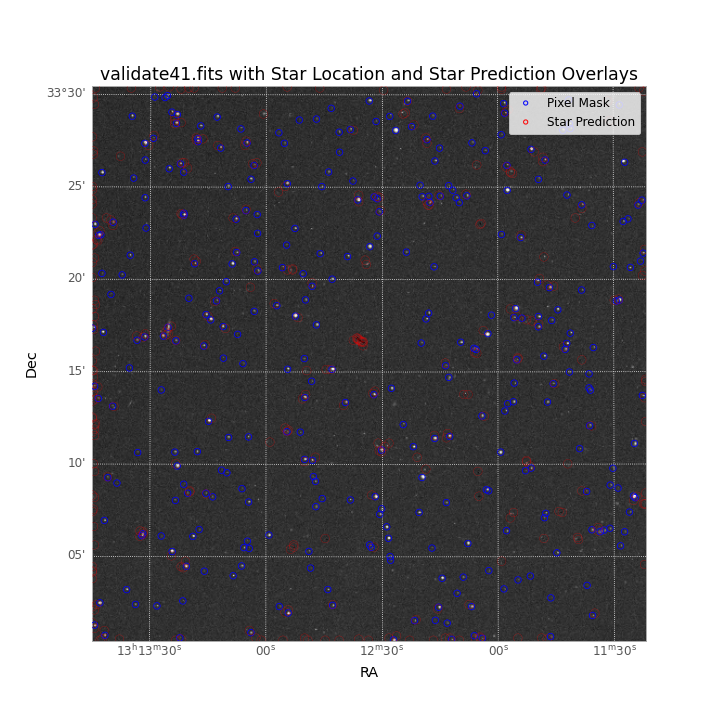 validate41.fits with Star Location and Star Prediction Overlays
Pixel Mask
Star Prediction
33°30'
25'
20'
15'
10'
05'
Dec
13h13m30s
00s
12m30s
00s
11m30s
RA